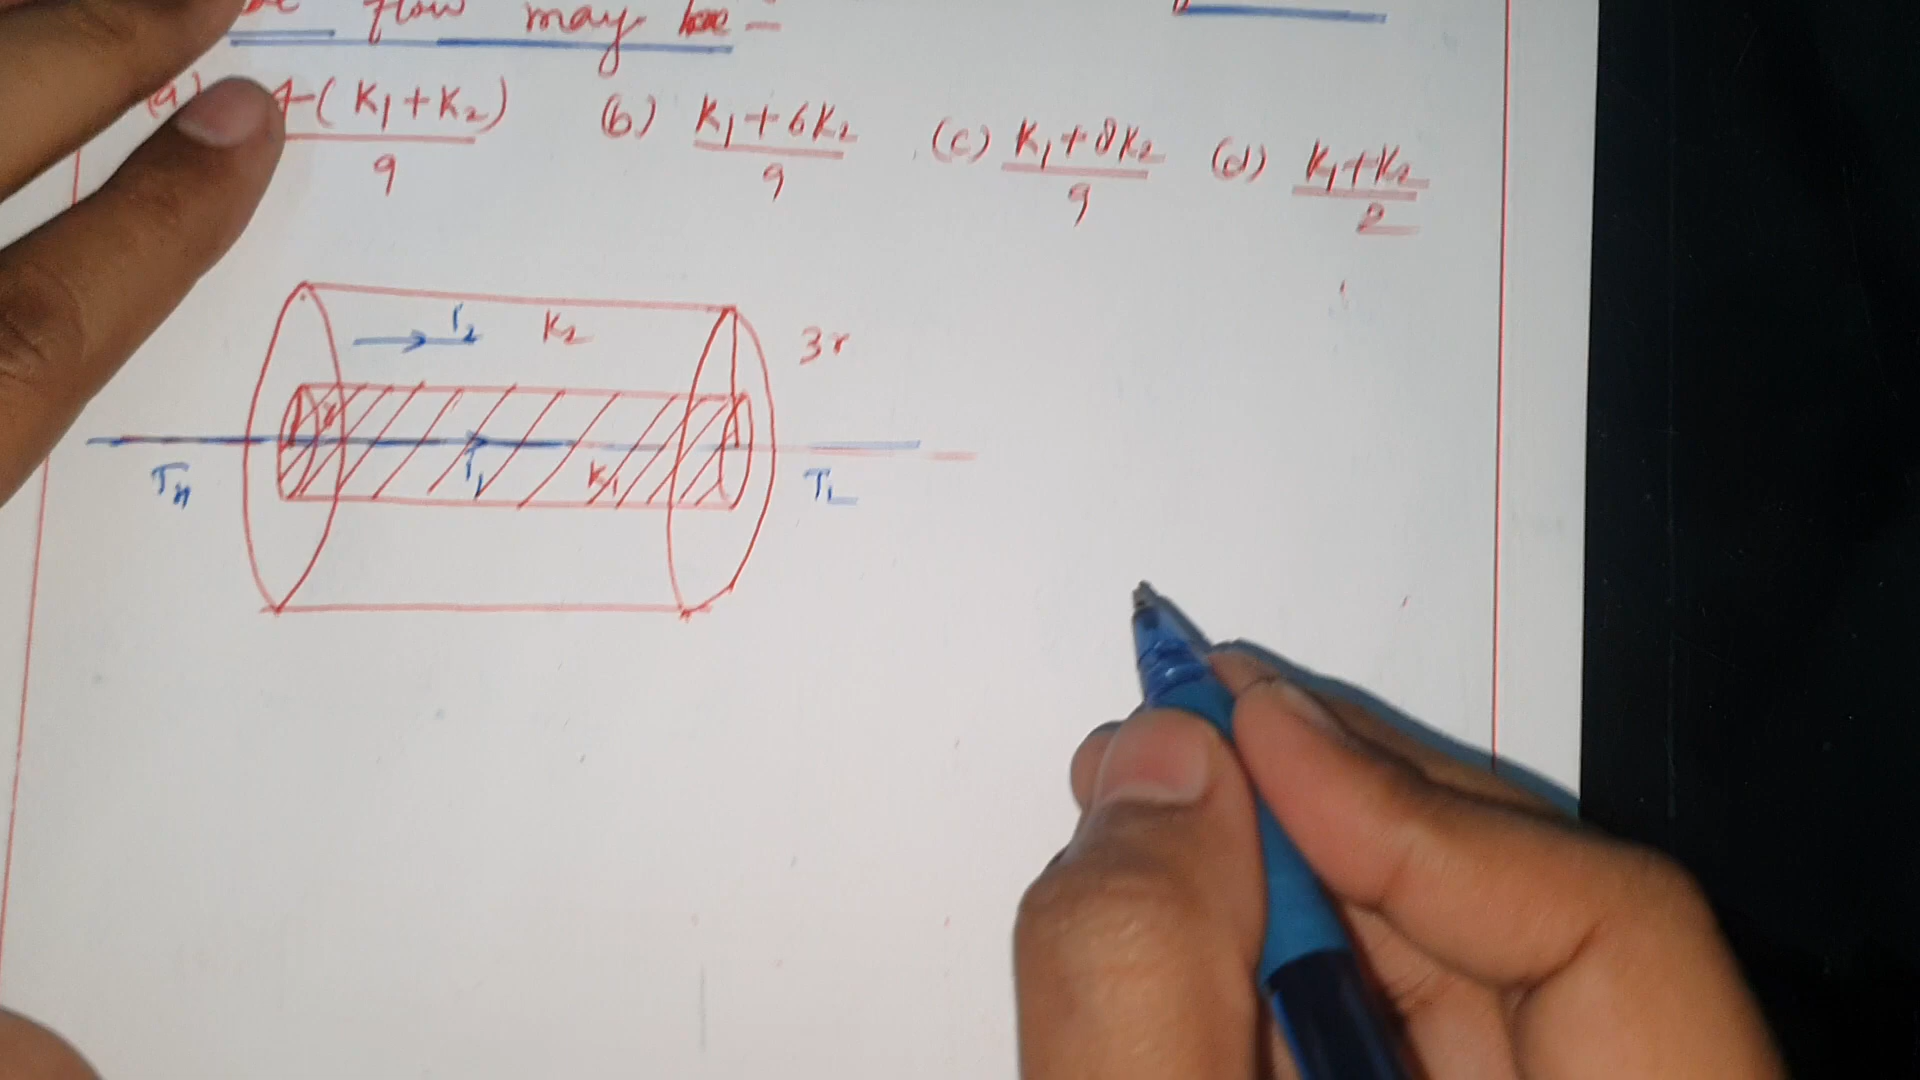 flow may be -
(a) 4(K₁+K₂)/9 (b) K₁+6K₂/9 (c) K₁+8K₂/9 (d) K₁+K₂/2
I₂ K₂ 3r
r
T_H I₁ K₁ T_L